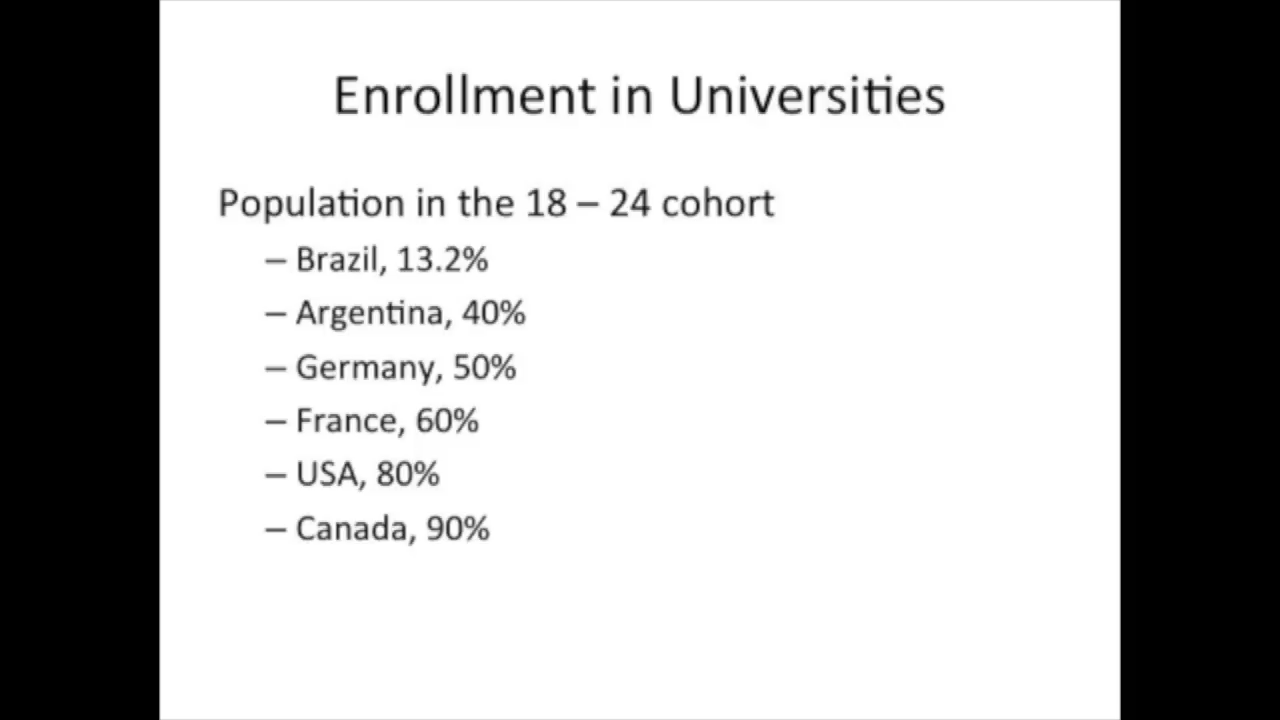 Enrollment in Universities
Population in the 18 – 24 cohort
– Brazil, 13.2%
– Argentina, 40%
– Germany, 50%
– France, 60%
– USA, 80%
– Canada, 90%